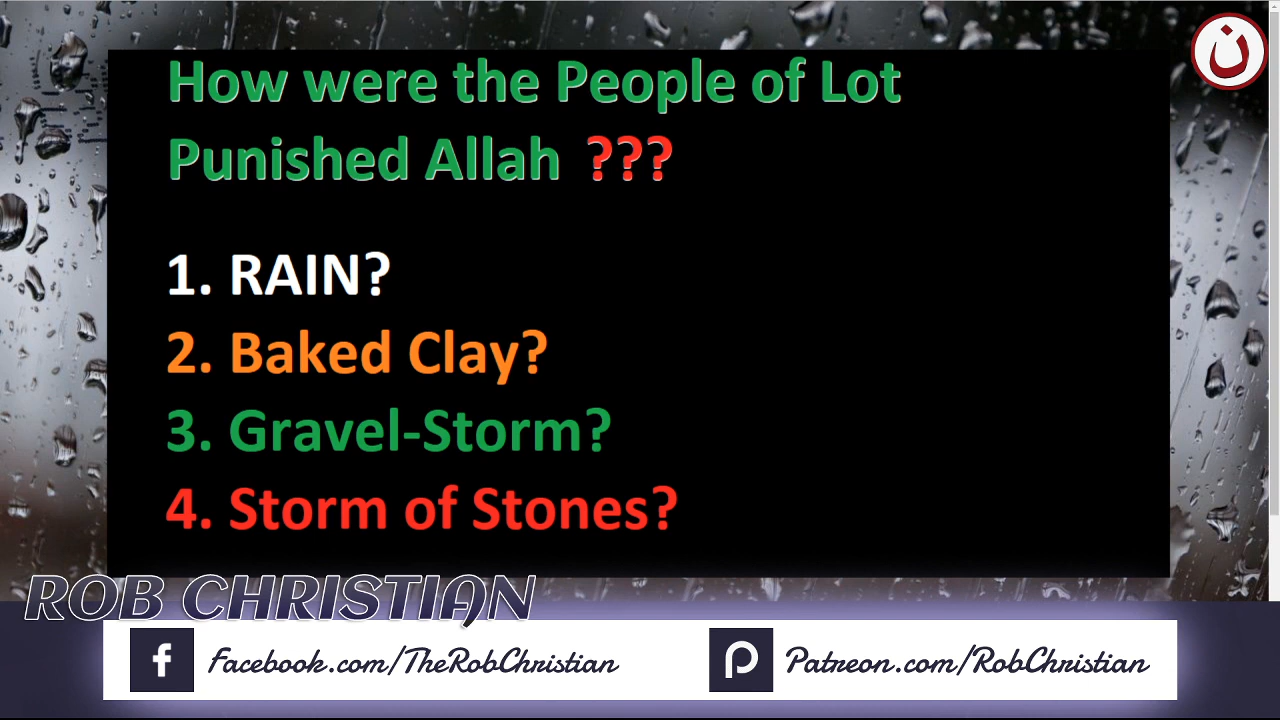 ن
How were the People of Lot
Punished Allah ???
1. RAIN?
2. Baked Clay?
3. Gravel-Storm?
4. Storm of Stones?
ROB CHRISTIAN
Facebook.com/TheRobChristian
Patreon.com/RobChristian